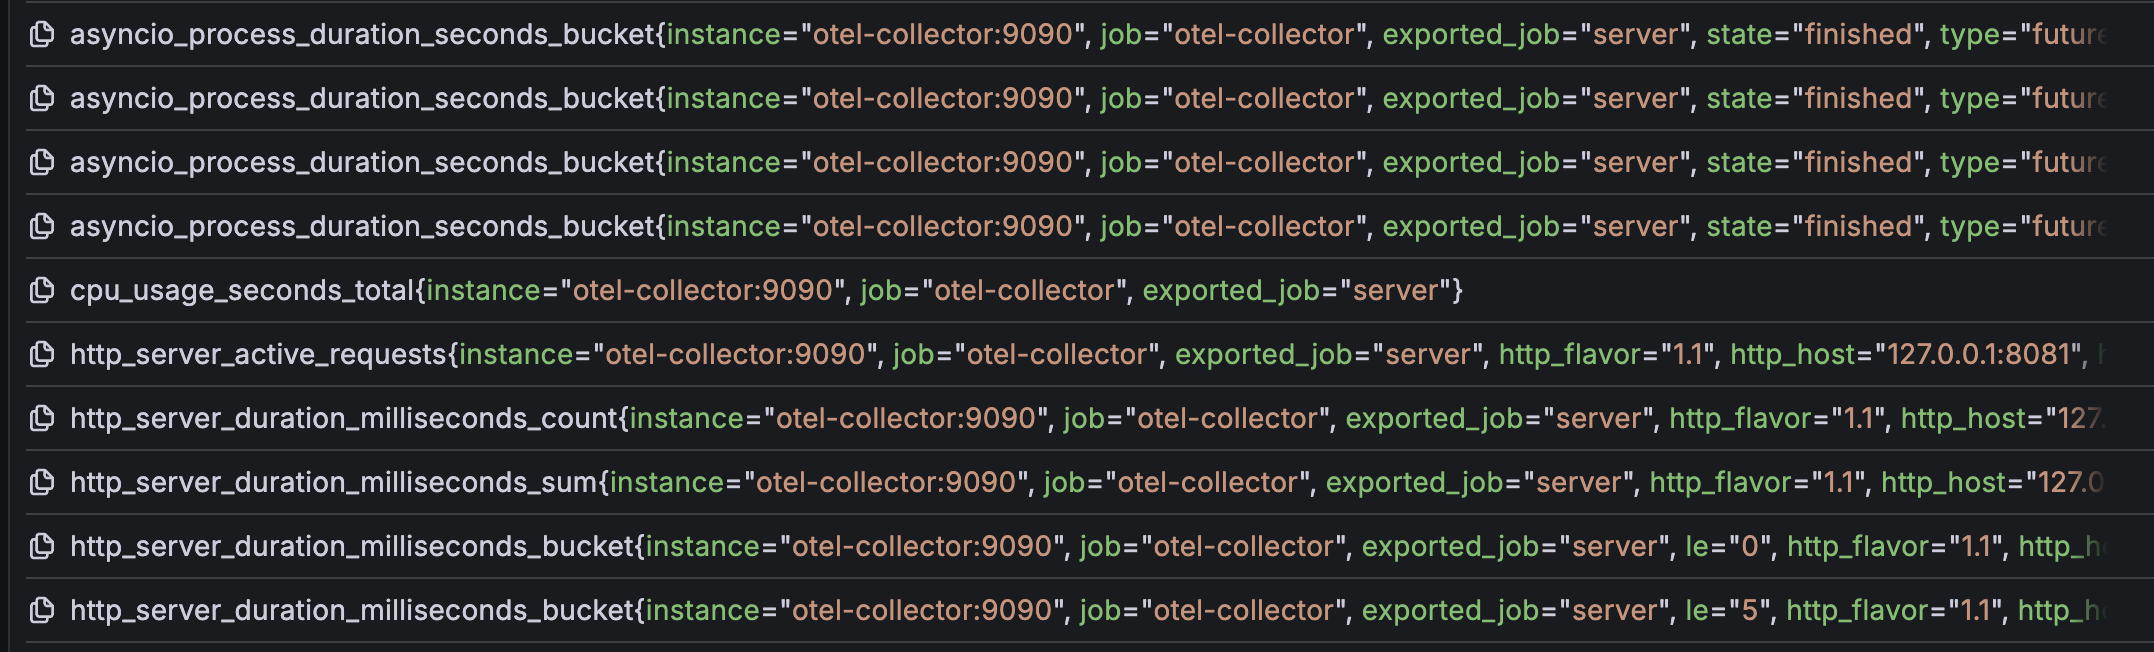 asyncio_process_duration_seconds_bucket{instance="otel-collector:9090", job="otel-collector", exported_job="server", state="finished", type="future
asyncio_process_duration_seconds_bucket{instance="otel-collector:9090", job="otel-collector", exported_job="server", state="finished", type="future
asyncio_process_duration_seconds_bucket{instance="otel-collector:9090", job="otel-collector", exported_job="server", state="finished", type="future
asyncio_process_duration_seconds_bucket{instance="otel-collector:9090", job="otel-collector", exported_job="server", state="finished", type="future
cpu_usage_seconds_total{instance="otel-collector:9090", job="otel-collector", exported_job="server"}
http_server_active_requests{instance="otel-collector:9090", job="otel-collector", exported_job="server", http_flavor="1.1", http_host="127.0.0.1:8081", h
http_server_duration_milliseconds_count{instance="otel-collector:9090", job="otel-collector", exported_job="server", http_flavor="1.1", http_host="127.
http_server_duration_milliseconds_sum{instance="otel-collector:9090", job="otel-collector", exported_job="server", http_flavor="1.1", http_host="127.0
http_server_duration_milliseconds_bucket{instance="otel-collector:9090", job="otel-collector", exported_job="server", le="0", http_flavor="1.1", http_h
http_server_duration_milliseconds_bucket{instance="otel-collector:9090", job="otel-collector", exported_job="server", le="5", http_flavor="1.1", http_h